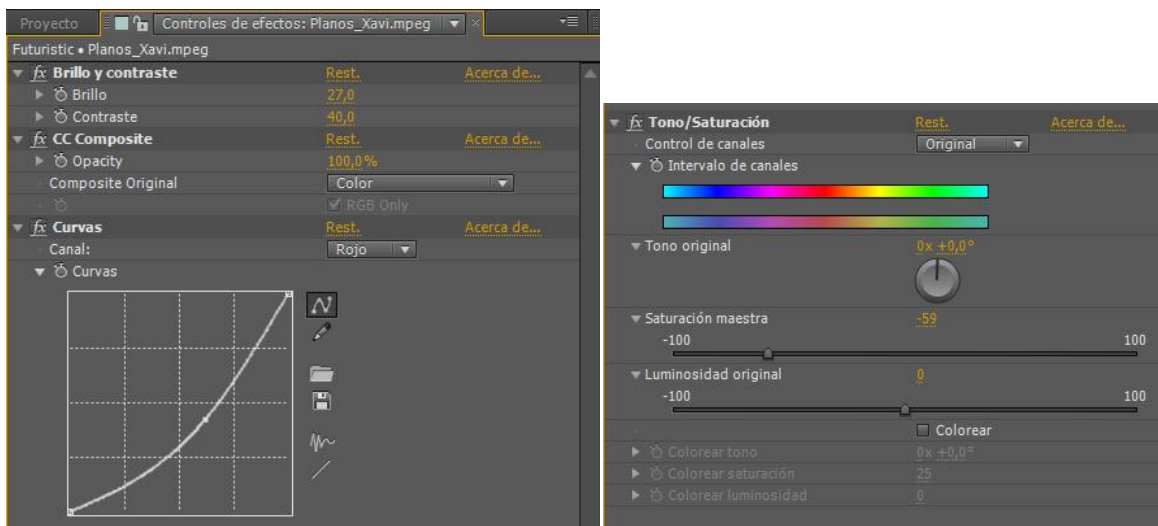 Proyecto Controles de efectos: Planos_Xavi.mpeg
Futuristic • Planos_Xavi.mpeg
fx Brillo y contraste Rest. Acerca de...
Brillo 27,0
Contraste 40,0
fx CC Composite Rest. Acerca de...
Opacity 100,0%
Composite Original Color
RGB Only
fx Curvas Rest. Acerca de...
Canal: Rojo
Curvas
fx Tono/Saturación Rest. Acerca de...
Control de canales Original
Intervalo de canales
Tono original 0x +0,0°
Saturación maestra -59
-100 100
Luminosidad original 0
-100 100
Colorear
Colorear tono 0x +0,0°
Colorear saturación 25
Colorear luminosidad 0